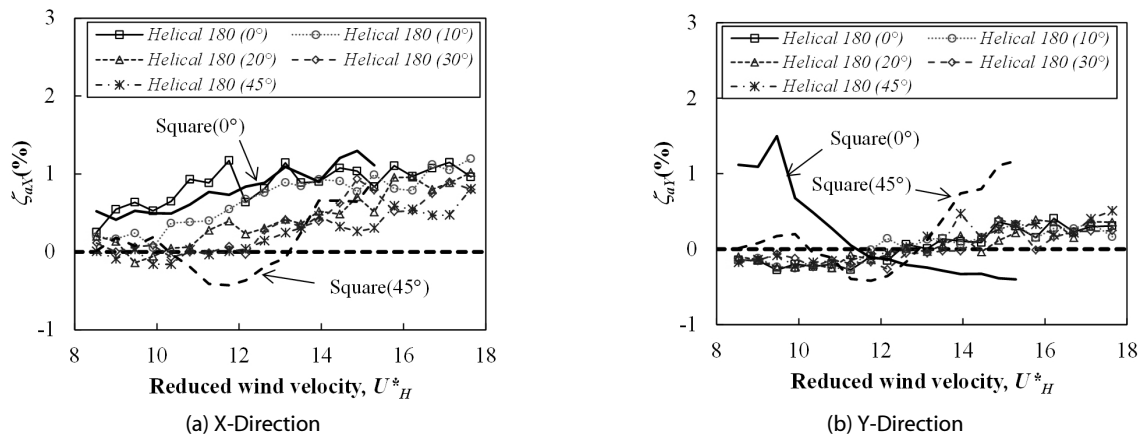 3
Helical 180 (0°) Helical 180 (10°)
Helical 180 (20°) Helical 180 (30°)
Helical 180 (45°)
2
Square(0°)
1
0
Square(45°)
-1
8 10 12 14 16 18
ζaX(%)
Reduced wind velocity, U*H
(a) X-Direction
3
Helical 180 (0°) Helical 180 (10°)
Helical 180 (20°) Helical 180 (30°)
Helical 180 (45°)
2
Square(0°)
1
Square(45°)
0
-1
8 10 12 14 16 18
ζaY(%)
Reduced wind velocity, U*H
(b) Y-Direction